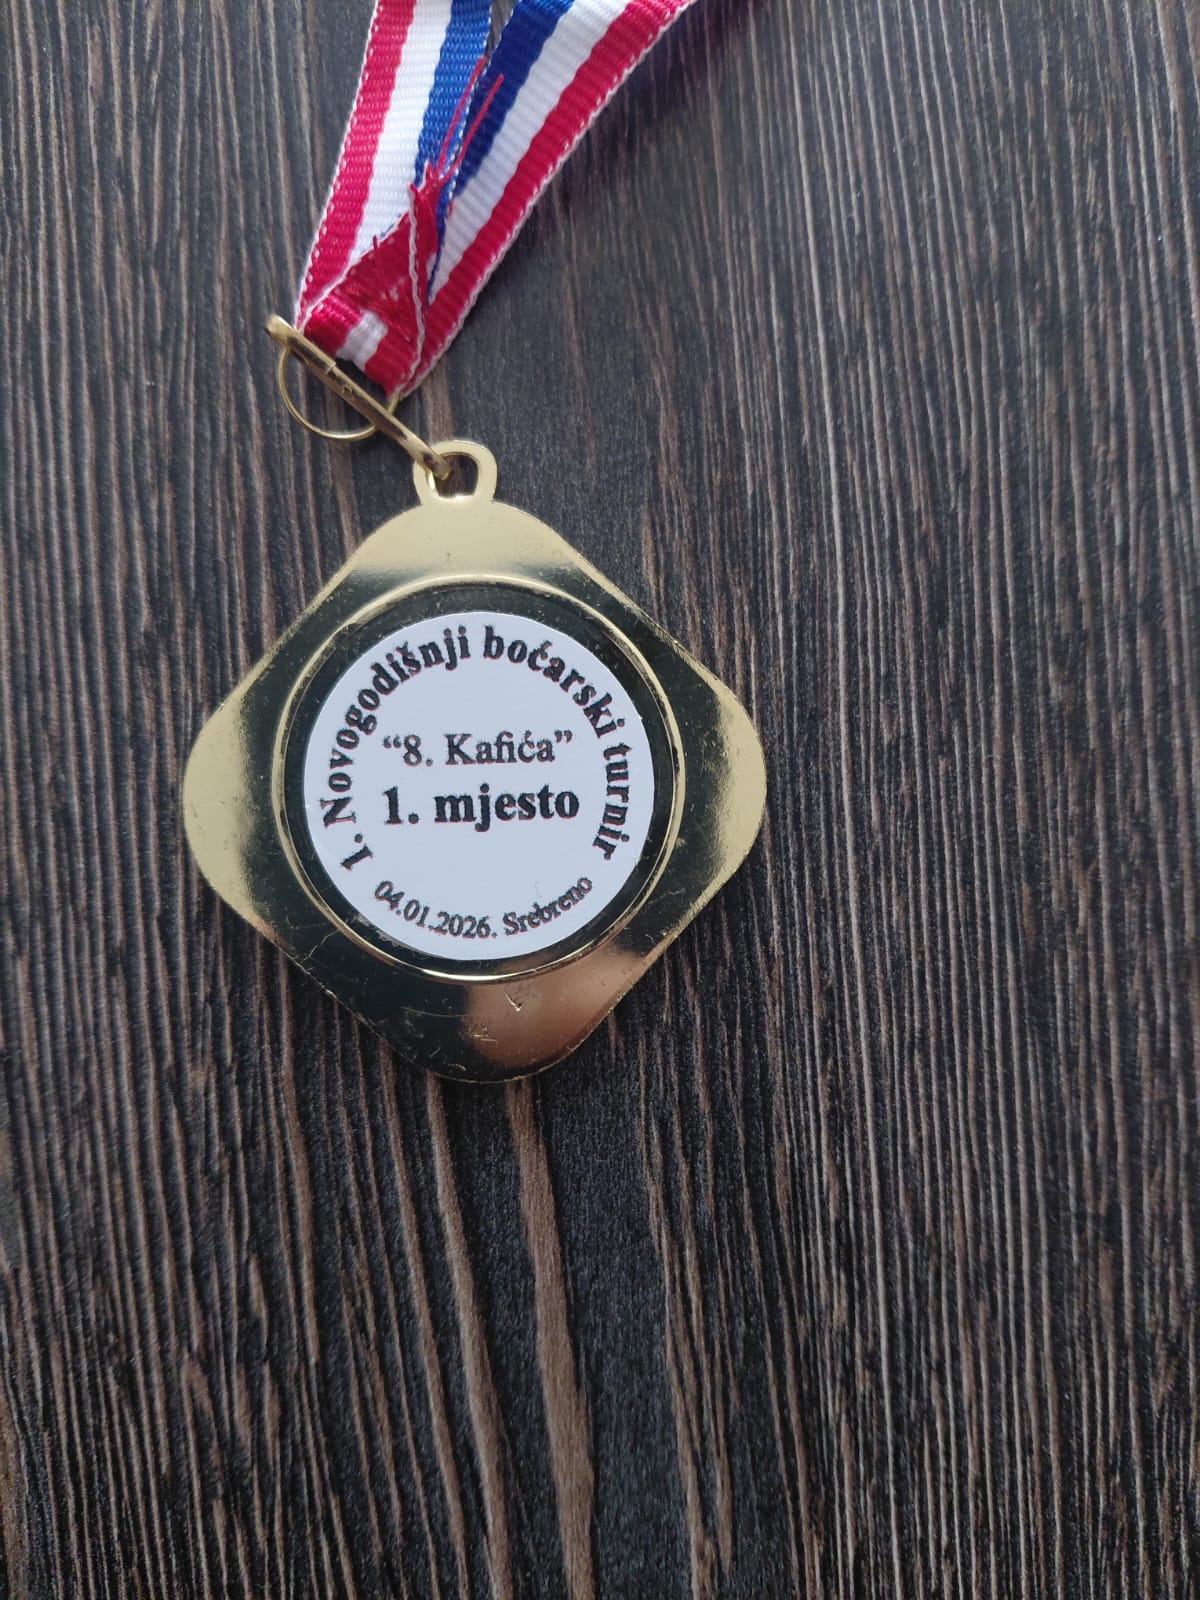 1. Novogodišnji boćarski turnir
“8. Kafića”
1. mjesto
04.01.2026. Srebreno